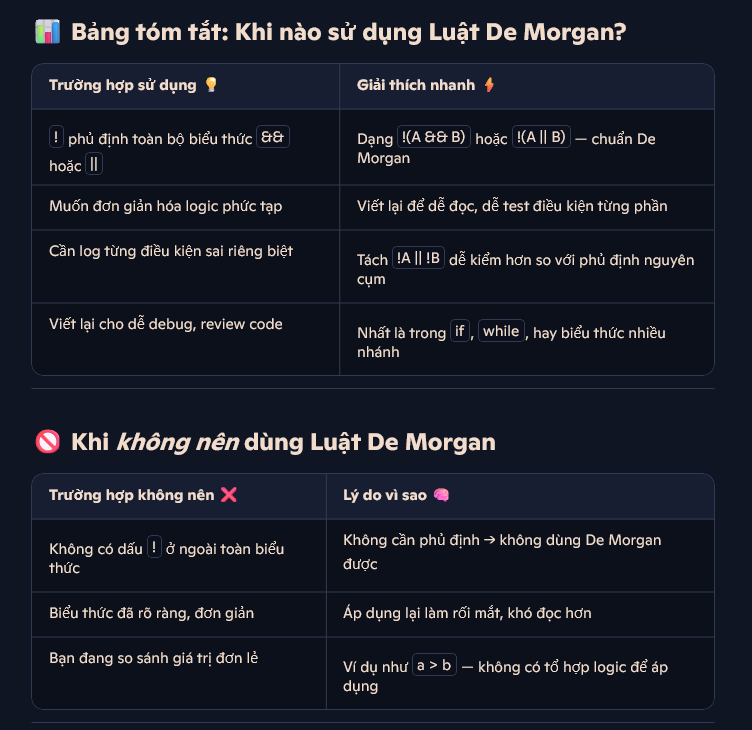 📊 Bảng tóm tắt: Khi nào sử dụng Luật De Morgan?
Trường hợp sử dụng 💡
Giải thích nhanh ⚡
! phủ định toàn bộ biểu thức &&
hoặc ||
Dạng !(A && B) hoặc !(A || B) — chuẩn De
Morgan
Muốn đơn giản hóa logic phức tạp
Viết lại để dễ đọc, dễ test điều kiện từng phần
Cần log từng điều kiện sai riêng biệt
Tách !A || !B dễ kiểm hơn so với phủ định nguyên
cụm
Viết lại cho dễ debug, review code
Nhất là trong if, while, hay biểu thức nhiều
nhánh
🚫 Khi không nên dùng Luật De Morgan
Trường hợp không nên ❌
Lý do vì sao 🧠
Không có dấu ! ở ngoài toàn biểu
thức
Không cần phủ định → không dùng De Morgan
được
Biểu thức đã rõ ràng, đơn giản
Áp dụng lại làm rối mắt, khó đọc hơn
Bạn đang so sánh giá trị đơn lẻ
Ví dụ như a > b — không có tổ hợp logic để áp
dụng